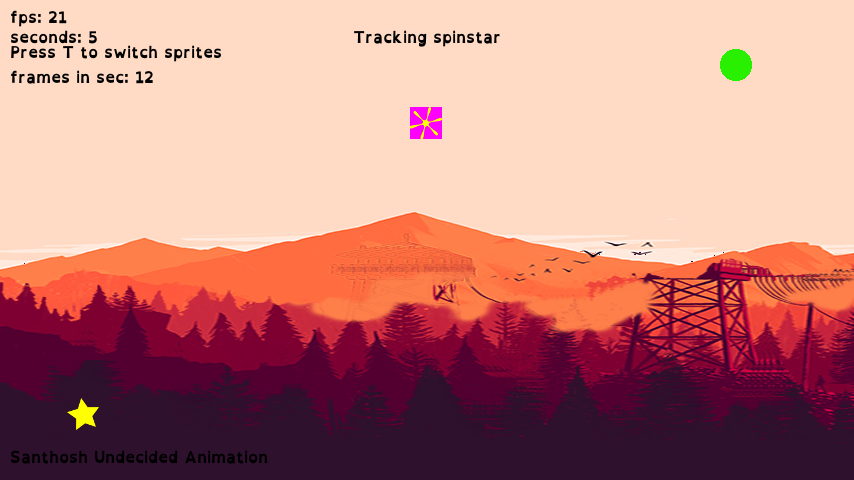 fps: 21
seconds: 5
Press T to switch sprites
frames in sec: 12
Tracking spinstar
Santhosh Undecided Animation